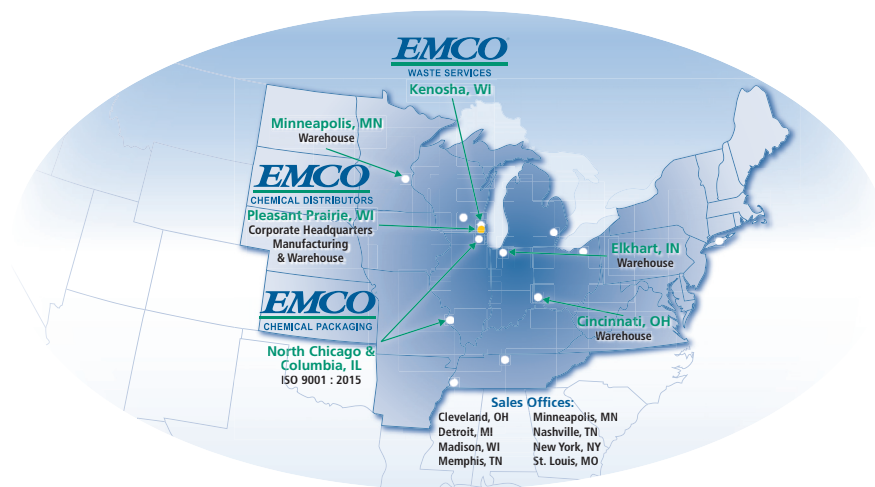 EMCO
WASTE SERVICES
Kenosha, WI
Minneapolis, MN
Warehouse
EMCO
CHEMICAL DISTRIBUTORS
Pleasant Prairie, WI
Corporate Headquarters
Manufacturing
& Warehouse
Elkhart, IN
Warehouse
EMCO
CHEMICAL PACKAGING
North Chicago &
Columbia, IL
ISO 9001 : 2015
Cincinnati, OH
Warehouse
Sales Offices:
Cleveland, OH
Detroit, MI
Madison, WI
Memphis, TN
Minneapolis, MN
Nashville, TN
New York, NY
St. Louis, MO